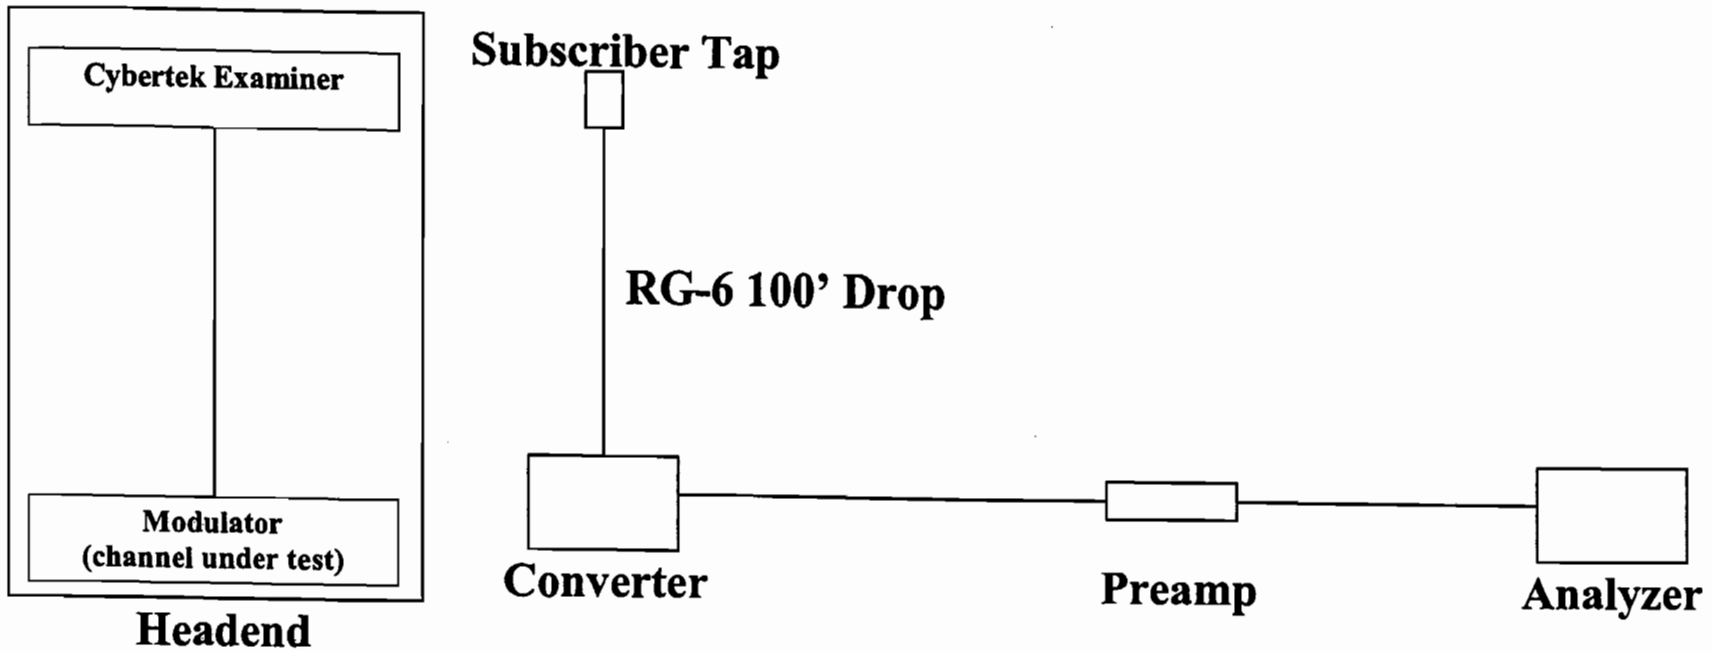 Cybertek Examiner
Modulator
(channel under test)
Headend
Subscriber Tap
RG-6 100’ Drop
Converter
Preamp
Analyzer